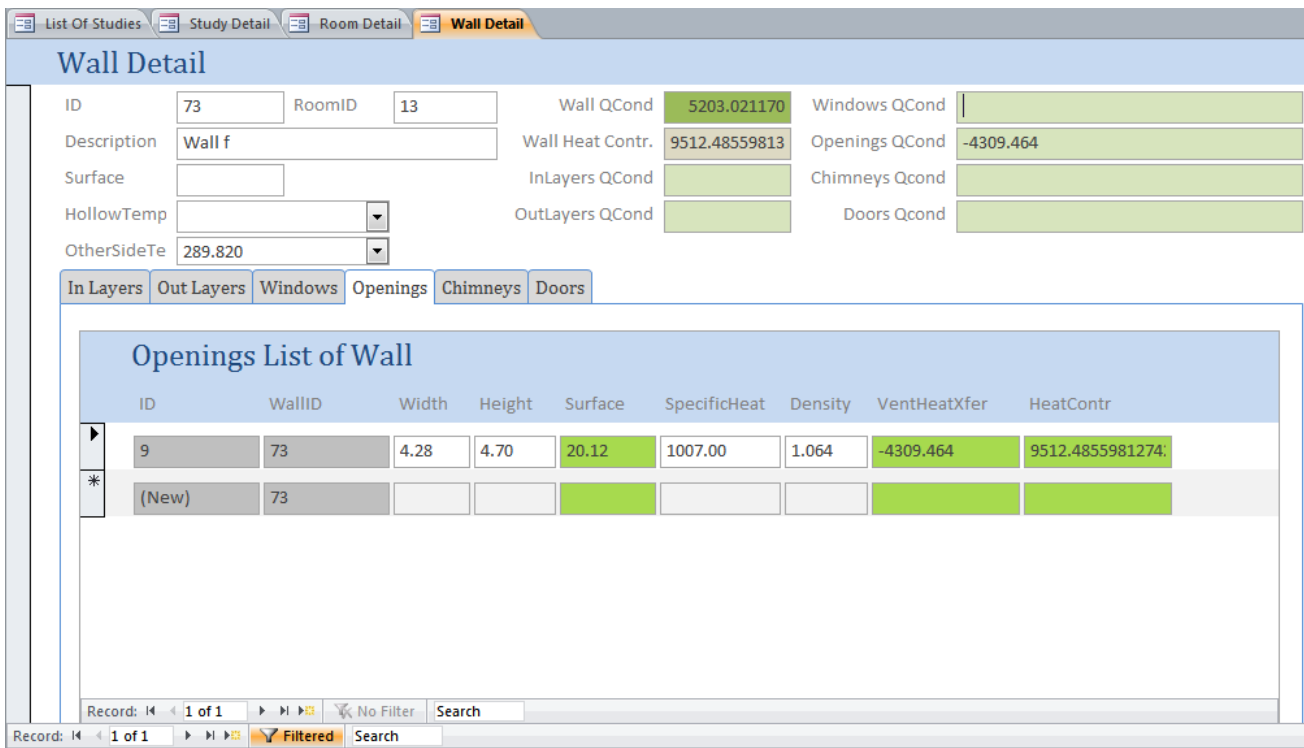 List Of Studies Study Detail Room Detail Wall Detail
Wall Detail
ID 73 RoomID 13 Wall QCond 5203.021170 Windows QCond
Description Wall f Wall Heat Contr. 9512.48559813 Openings QCond -4309.464
Surface InLayers QCond Chimneys Qcond
HollowTemp OutLayers QCond Doors Qcond
OtherSideTe 289.820
In Layers Out Layers Windows Openings Chimneys Doors
Openings List of Wall
ID WallID Width Height Surface SpecificHeat Density VentHeatXfer HeatContr
9 73 4.28 4.70 20.12 1007.00 1.064 -4309.464 9512.4855981274
(New) 73
Record: 1 of 1 No Filter Search
Record: 1 of 1 Filtered Search